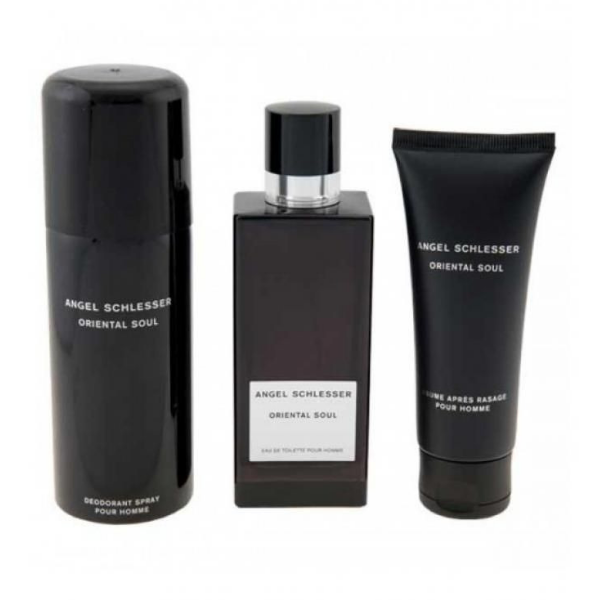 ANGEL SCHLESSER
ORIENTAL SOUL
DEODORANT SPRAY
POUR HOMME
ANGEL SCHLESSER
ORIENTAL SOUL
EAU DE TOILETTE POUR HOMME
ANGEL SCHLESSER
ORIENTAL SOUL
AUME APRÈS RASAGE
POUR HOMME